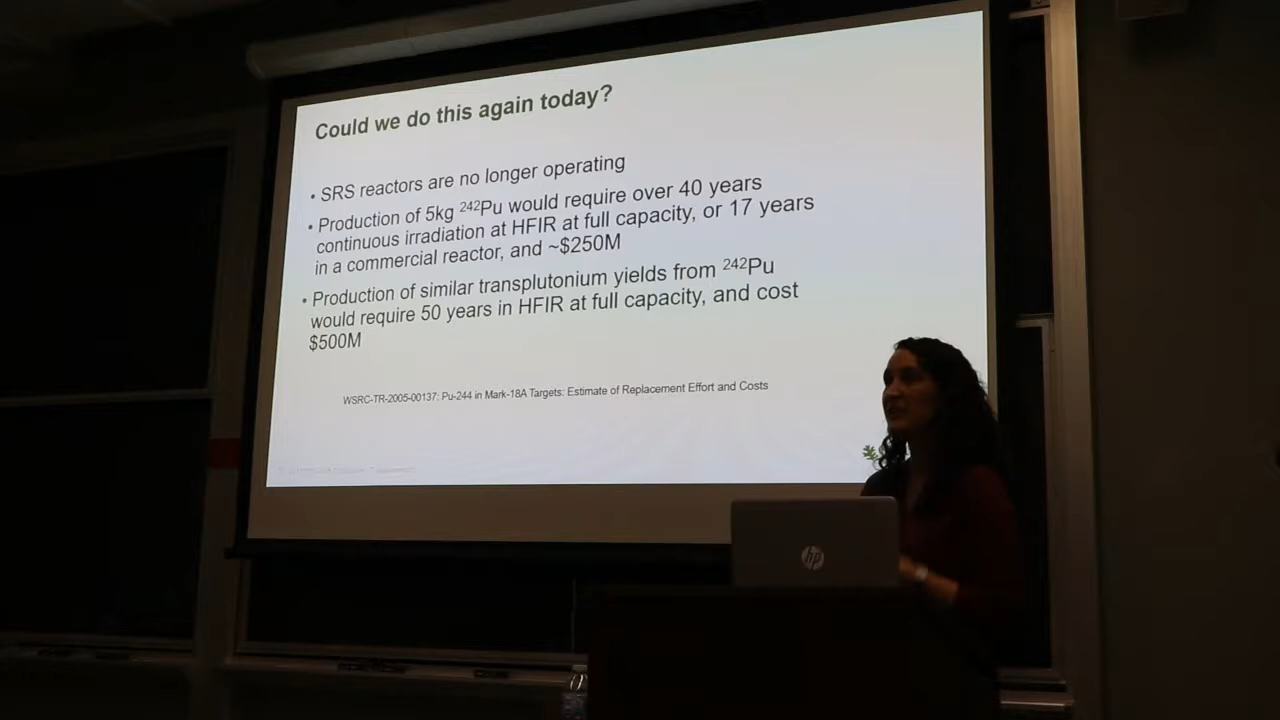 Could we do this again today?
• SRS reactors are no longer operating
• Production of 5kg ²⁴²Pu would require over 40 years
continuous irradiation at HFIR at full capacity, or 17 years
in a commercial reactor, and ~$250M
• Production of similar transplutonium yields from ²⁴²Pu
would require 50 years in HFIR at full capacity, and cost
$500M
WSRC-TR-2005-00137: Pu-244 in Mark-18A Targets: Estimate of Replacement Effort and Costs
hp